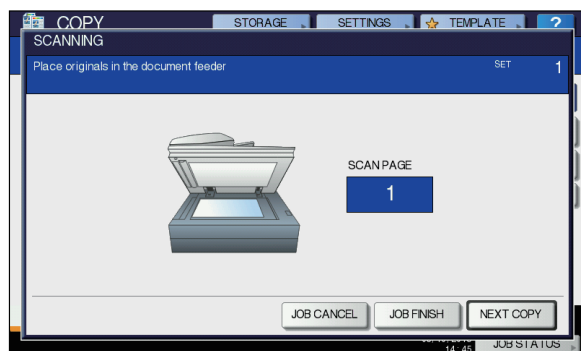 COPY STORAGE SETTINGS TEMPLATE ?
SCANNING
Place originals in the document feeder SET 1
SCAN PAGE
1
JOB CANCEL JOB FINISH NEXT COPY
14:45 JOB STATUS